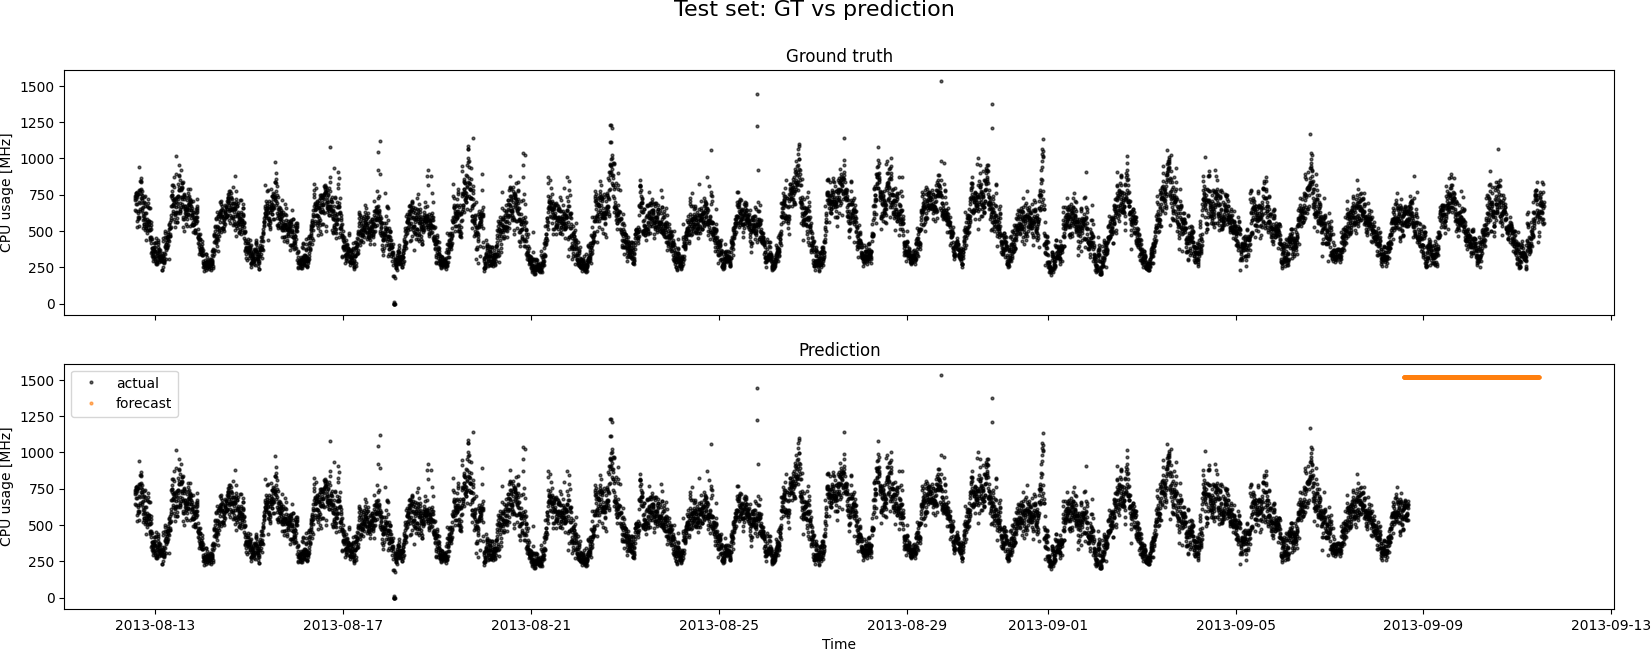 Test set: GT vs prediction
Ground truth
CPU usage [MHz]
1500
1250
1000
750
500
250
0
Prediction
actual
forecast
CPU usage [MHz]
1500
1250
1000
750
500
250
0
2013-08-13 2013-08-17 2013-08-21 2013-08-25 2013-08-29 2013-09-01 2013-09-05 2013-09-09 2013-09-13
Time